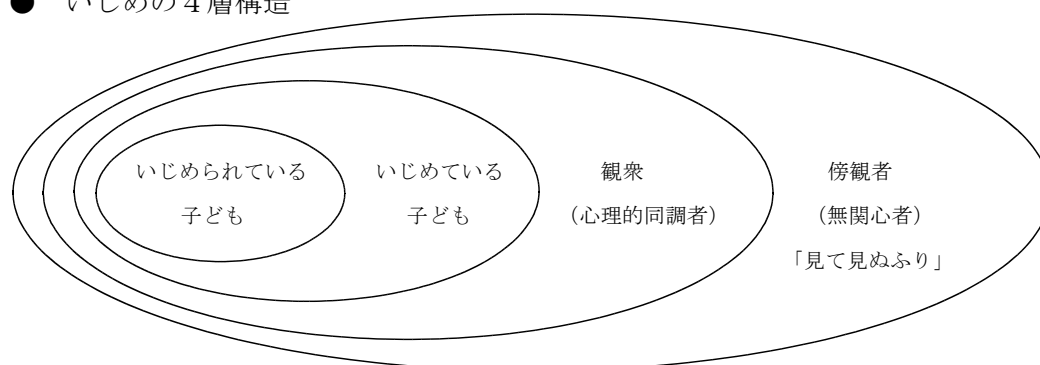 ● いじめの４層構造
いじめられている
子ども
いじめている
子ども
観衆
（心理的同調者）
傍観者
（無関心者）
「見て見ぬふり」